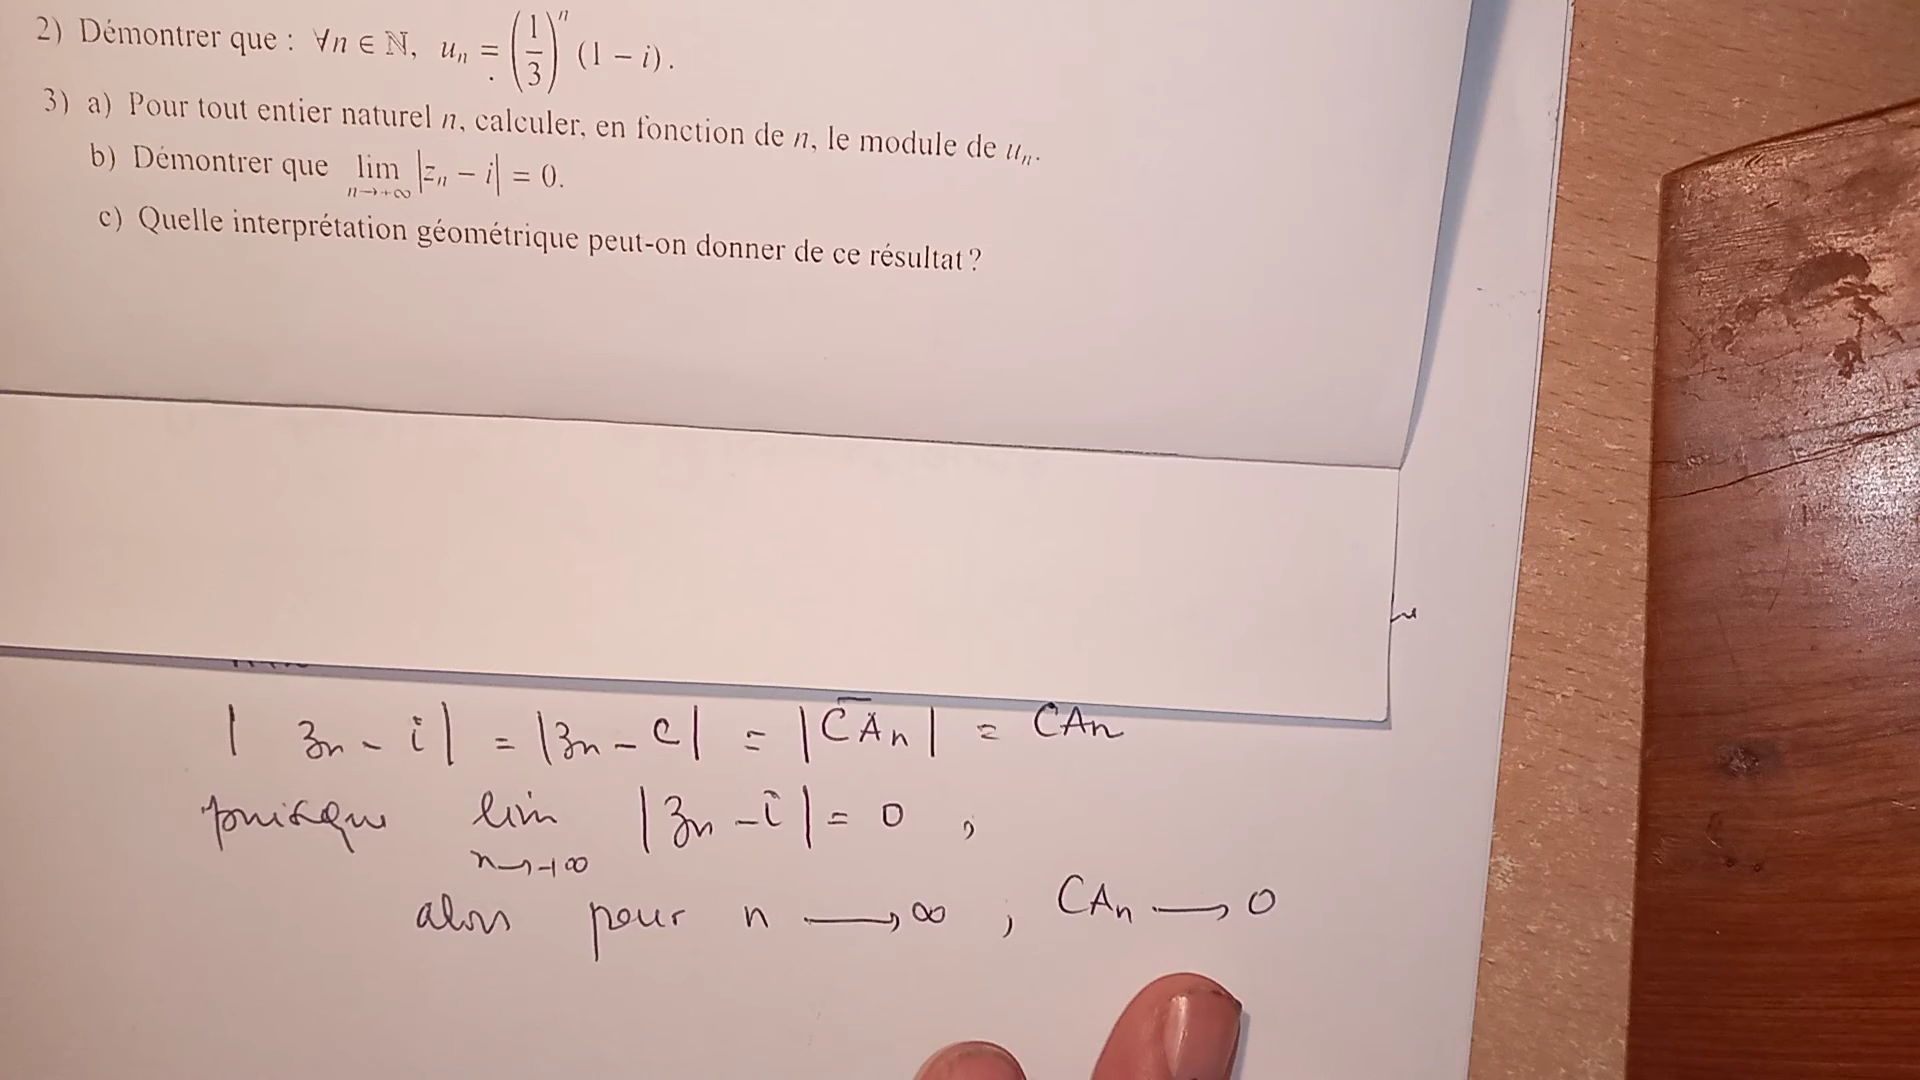 2) Démontrer que : ∀n ∈ ℕ, uₙ = (1/3)ⁿ (1 − i).
3) a) Pour tout entier naturel n, calculer, en fonction de n, le module de uₙ.
b) Démontrer que lim |zₙ − i| = 0.
n→+∞
c) Quelle interprétation géométrique peut-on donner de ce résultat ?
| zₙ − i| = |zₙ − c| = |CAₙ| = CAₙ
puisque lim |zₙ − i| = 0 ,
n→+∞
alors pour n → ∞ , CAₙ → 0